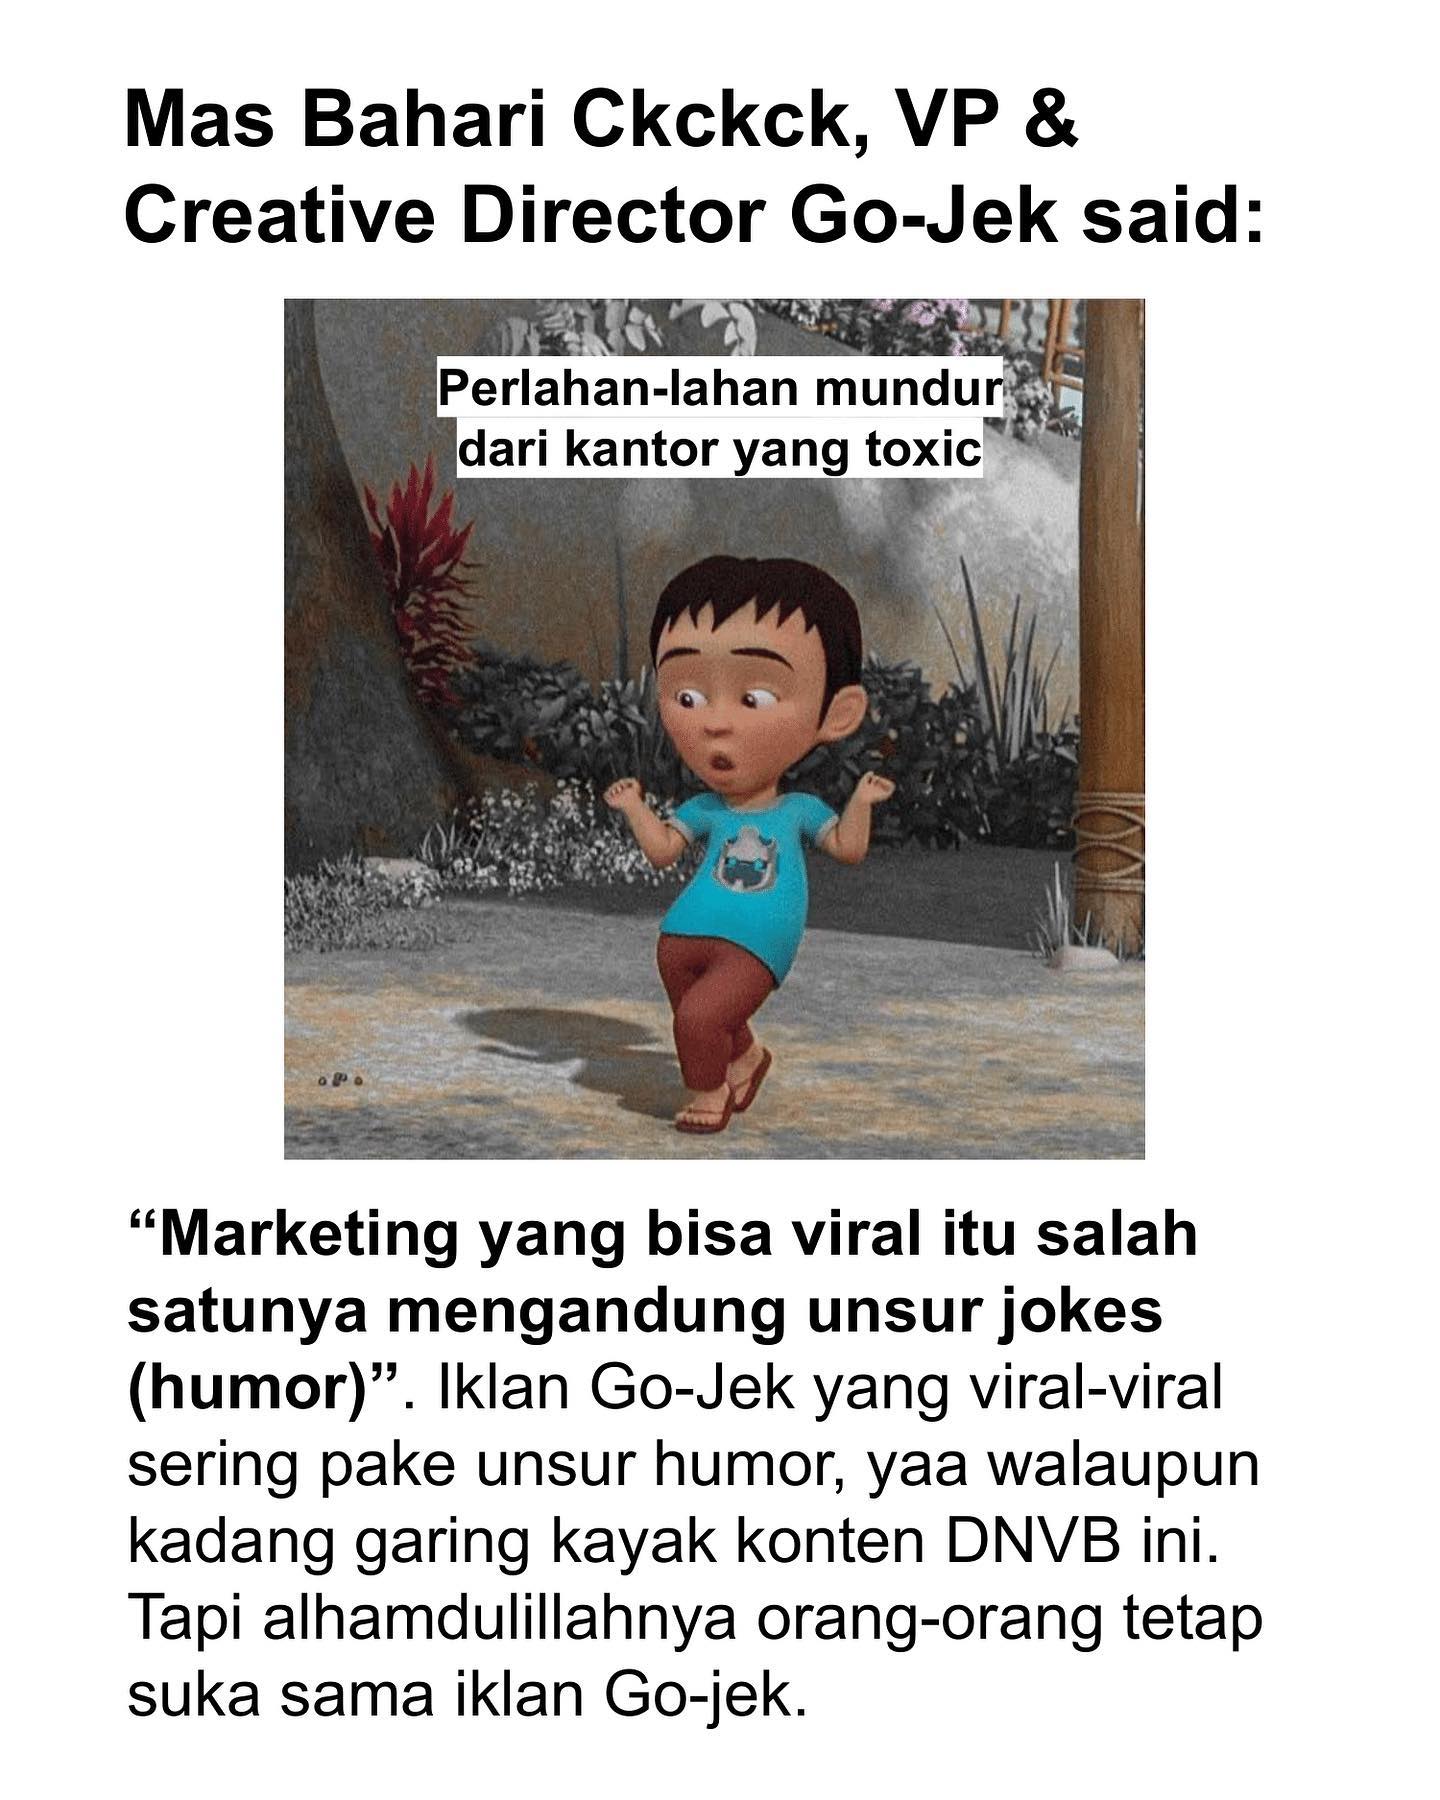 Mas Bahari Ckckck, VP &
Creative Director Go-Jek said:
Perlahan-lahan mundur
dari kantor yang toxic
oPo
“Marketing yang bisa viral itu salah
satunya mengandung unsur jokes
(humor)”. Iklan Go-Jek yang viral-viral
sering pake unsur humor, yaa walaupun
kadang garing kayak konten DNVB ini.
Tapi alhamdulillahnya orang-orang tetap
suka sama iklan Go-jek.